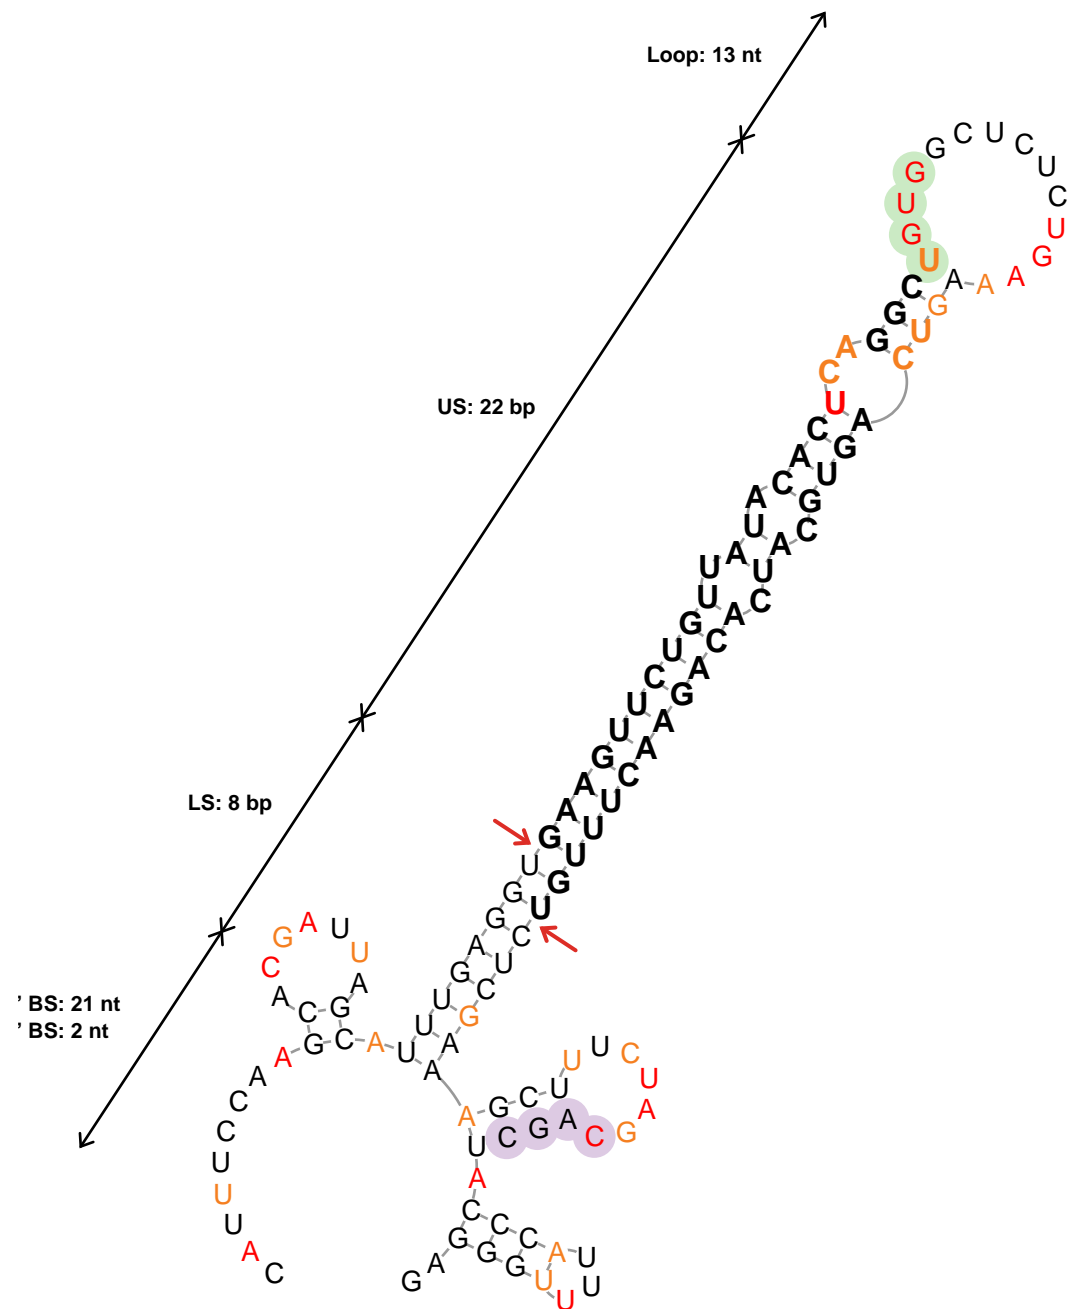 Loop: 13 nt
G G C U C U C U G A A A
G U G U C G G A C U C A C A U A U U G U C U U G A A G
G U C A G U G C A U C A C A G A A C U U U G U
US: 22 bp
LS: 8 bp
U G G A G U U U A C G
C U C G A A
G A U U A G C A C
’ BS: 21 nt
’ BS: 2 nt
A A C C U U U A C
A G C U U U C U A G C A G C U A
C C C A U U U U G G G A G